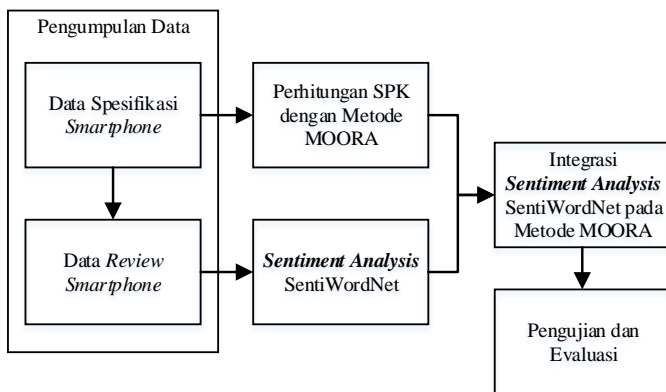 Pengumpulan Data
Data Spesifikasi
Smartphone
Perhitungan SPK
dengan Metode
MOORA
Data Review
Smartphone
Sentiment Analysis
SentiWordNet
Integrasi
Sentiment Analysis
SentiWordNet pada
Metode MOORA
Pengujian dan
Evaluasi